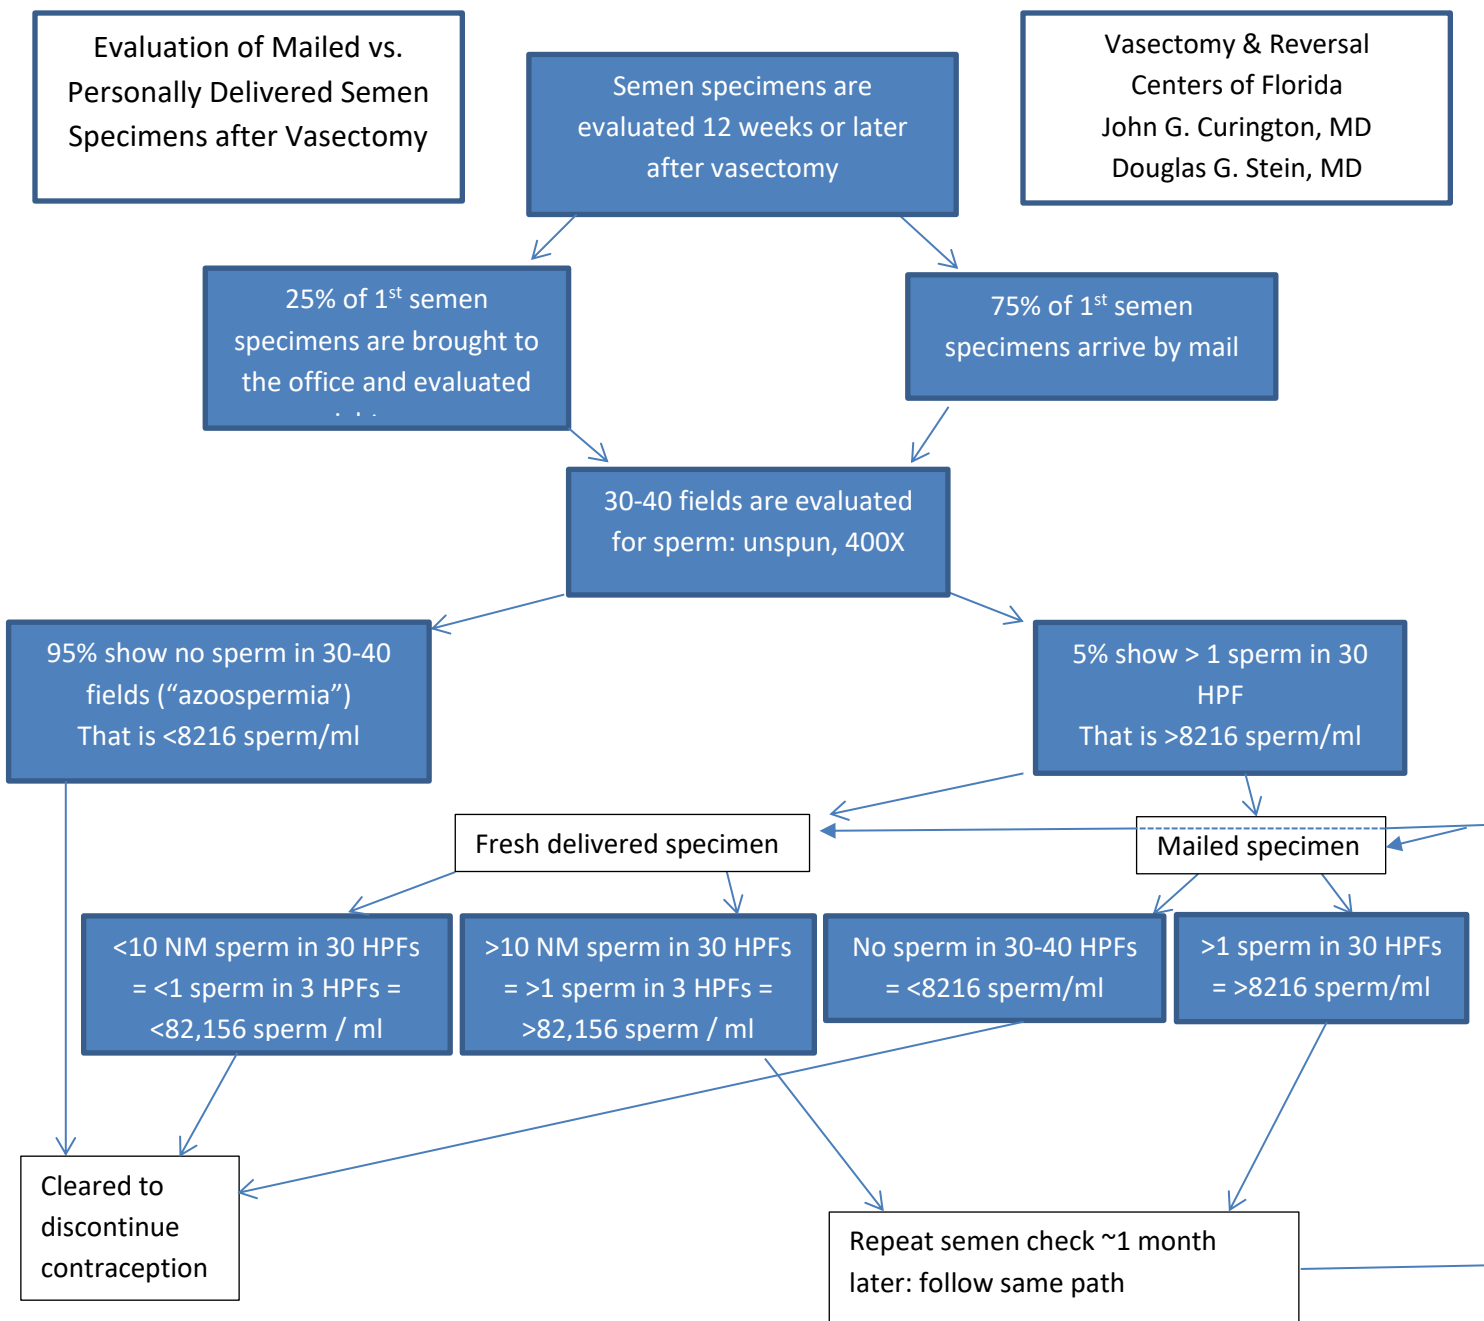 Evaluation of Mailed vs.
Personally Delivered Semen
Specimens after Vasectomy
Semen specimens are
evaluated 12 weeks or later
after vasectomy
Vasectomy & Reversal
Centers of Florida
John G. Curington, MD
Douglas G. Stein, MD
25% of 1st semen
specimens are brought to
the office and evaluated
75% of 1st semen
specimens arrive by mail
30-40 fields are evaluated
for sperm: unspun, 400X
95% show no sperm in 30-40
fields (“azoospermia”)
That is <8216 sperm/ml
5% show > 1 sperm in 30
HPF
That is >8216 sperm/ml
Fresh delivered specimen
Mailed specimen
<10 NM sperm in 30 HPFs
= <1 sperm in 3 HPFs =
<82,156 sperm / ml
>10 NM sperm in 30 HPFs
= >1 sperm in 3 HPFs =
>82,156 sperm / ml
No sperm in 30-40 HPFs
= <8216 sperm/ml
>1 sperm in 30 HPFs
= >8216 sperm/ml
Cleared to
discontinue
contraception
Repeat semen check ~1 month
later: follow same path